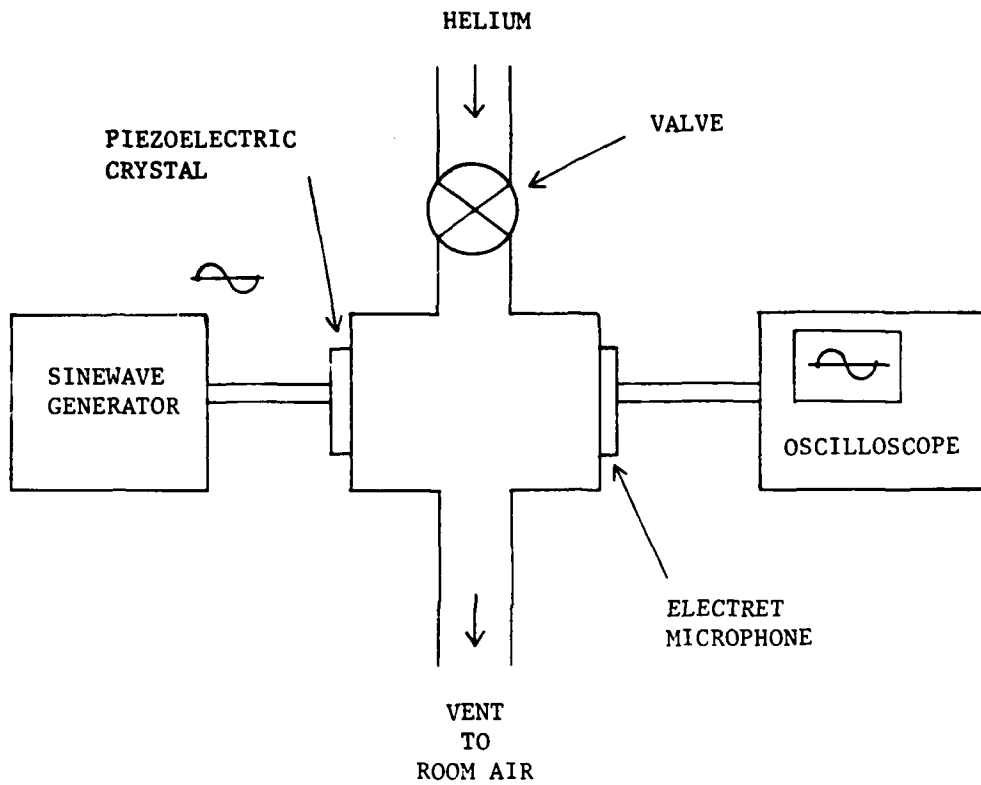 HELIUM
PIEZOELECTRIC
CRYSTAL
VALVE
SINEWAVE
GENERATOR
OSCILLOSCOPE
ELECTRET
MICROPHONE
VENT
TO
ROOM AIR